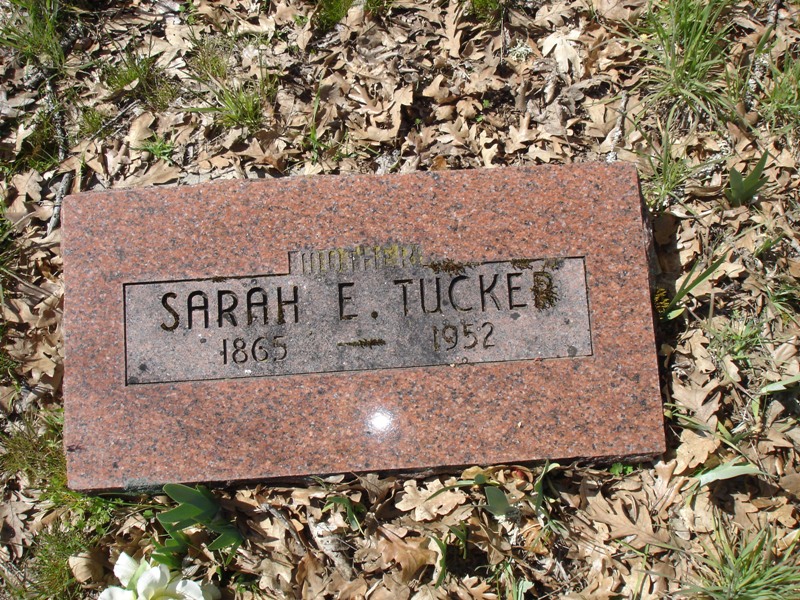 MOTHER
SARAH E. TUCKER
1865 — 1952